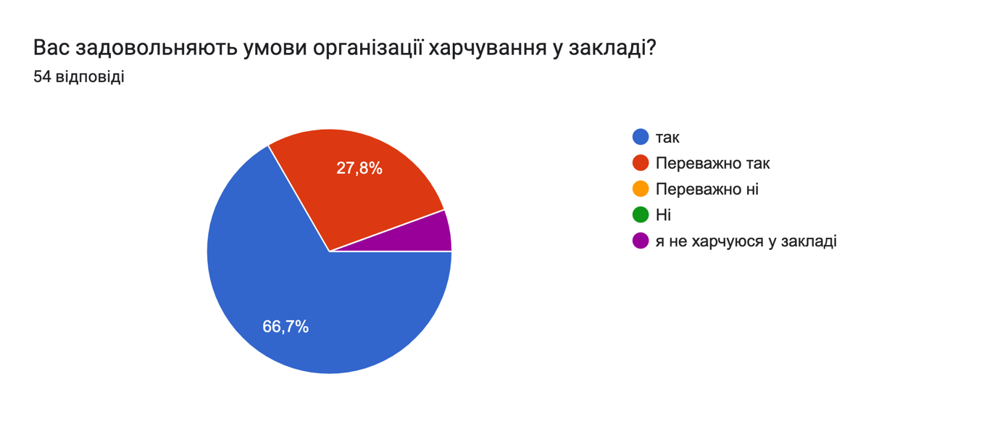 Вас задовольняють умови організації харчування у закладі?
54 відповіді
27,8%
66,7%
так
Переважно так
Переважно ні
Ні
я не харчуюся у закладі